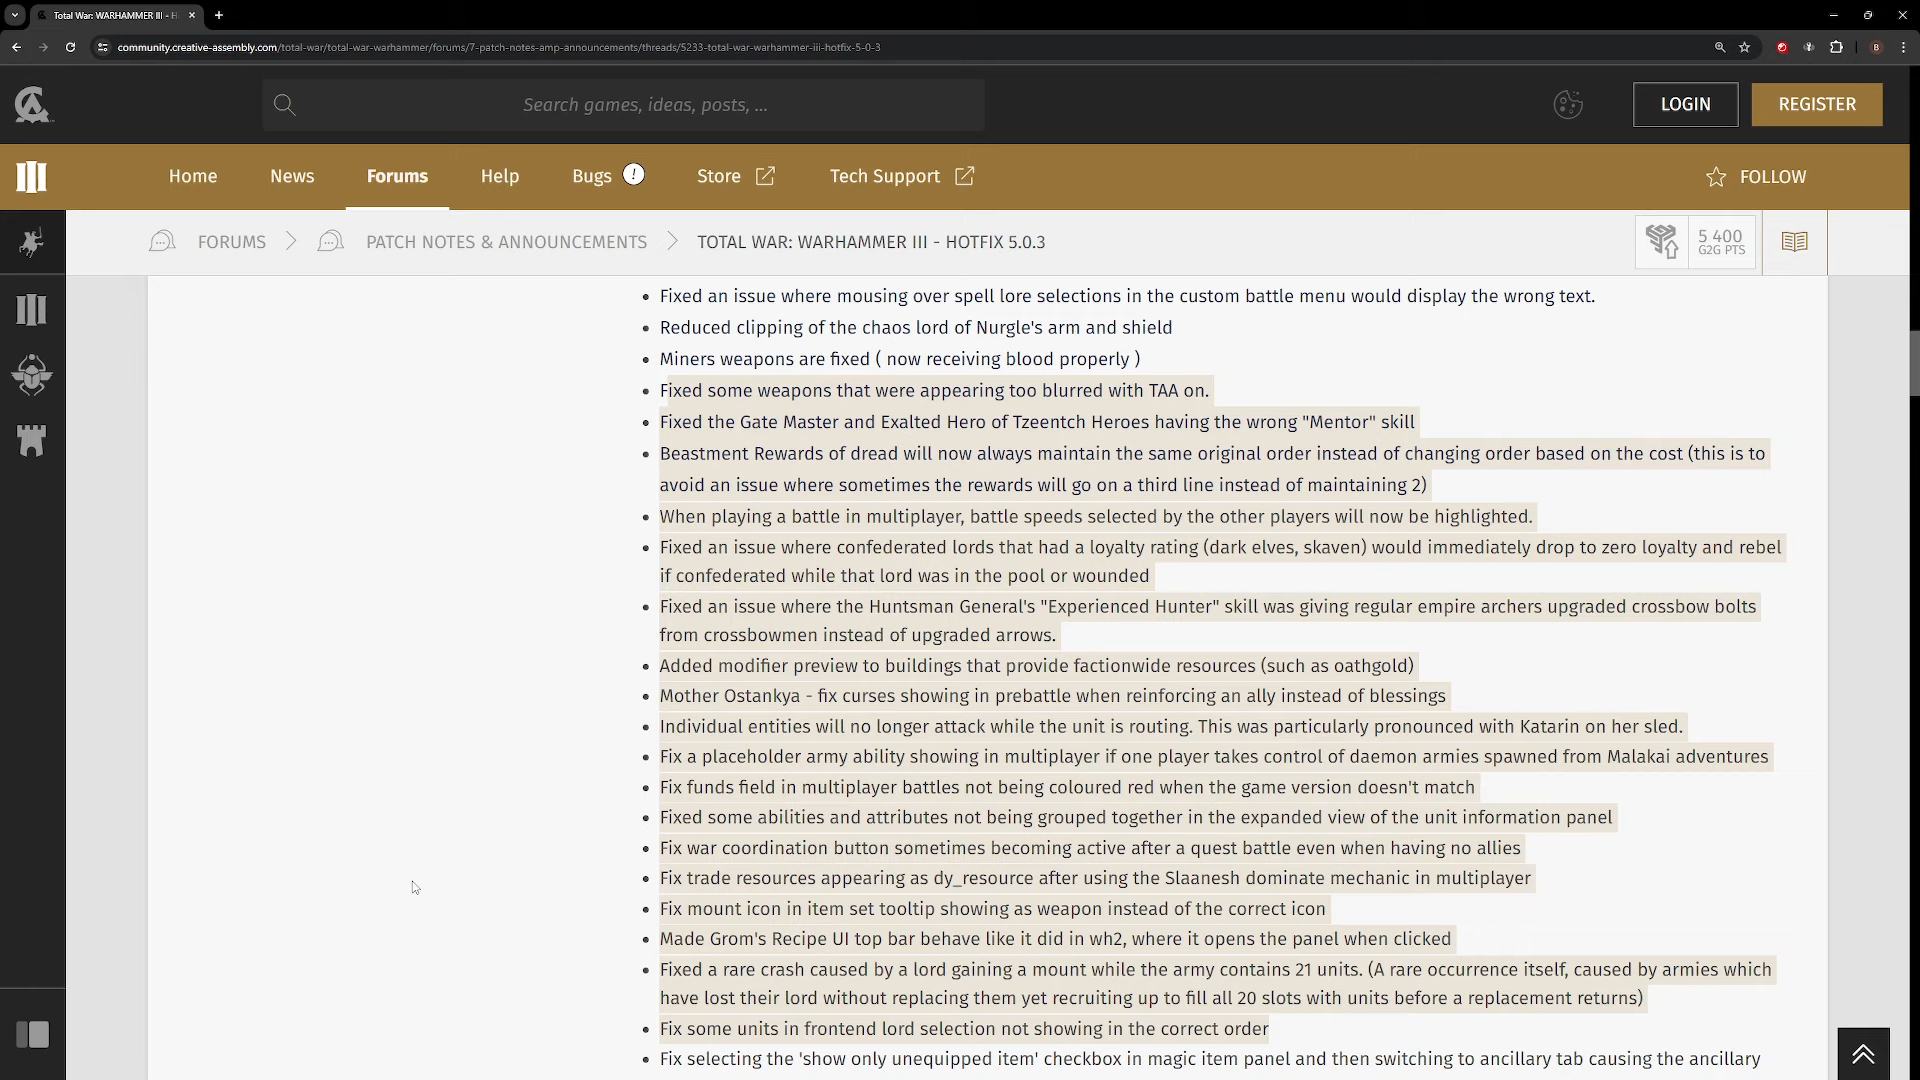 Total War: WARHAMMER III - H
community.creative-assembly.com/total-war/total-war-warhammer/forums/7-patch-notes-amp-announcements/threads/5233-total-war-warhammer-iii-hotfix-5-0-3
B
Search games, ideas, posts, ...
LOGIN
REGISTER
Home
News
Forums
Help
Bugs
!
Store
Tech Support
FOLLOW
FORUMS
PATCH NOTES & ANNOUNCEMENTS
TOTAL WAR: WARHAMMER III - HOTFIX 5.0.3
5 400
G2G PTS
Fixed an issue where mousing over spell lore selections in the custom battle menu would display the wrong text.
Reduced clipping of the chaos lord of Nurgle's arm and shield
Miners weapons are fixed ( now receiving blood properly )
Fixed some weapons that were appearing too blurred with TAA on.
Fixed the Gate Master and Exalted Hero of Tzeentch Heroes having the wrong "Mentor" skill
Beastment Rewards of dread will now always maintain the same original order instead of changing order based on the cost (this is to
avoid an issue where sometimes the rewards will go on a third line instead of maintaining 2)
When playing a battle in multiplayer, battle speeds selected by the other players will now be highlighted.
Fixed an issue where confederated lords that had a loyalty rating (dark elves, skaven) would immediately drop to zero loyalty and rebel
if confederated while that lord was in the pool or wounded
Fixed an issue where the Huntsman General's "Experienced Hunter" skill was giving regular empire archers upgraded crossbow bolts
from crossbowmen instead of upgraded arrows.
Added modifier preview to buildings that provide factionwide resources (such as oathgold)
Mother Ostankya - fix curses showing in prebattle when reinforcing an ally instead of blessings
Individual entities will no longer attack while the unit is routing. This was particularly pronounced with Katarin on her sled.
Fix a placeholder army ability showing in multiplayer if one player takes control of daemon armies spawned from Malakai adventures
Fix funds field in multiplayer battles not being coloured red when the game version doesn't match
Fixed some abilities and attributes not being grouped together in the expanded view of the unit information panel
Fix war coordination button sometimes becoming active after a quest battle even when having no allies
Fix trade resources appearing as dy_resource after using the Slaanesh dominate mechanic in multiplayer
Fix mount icon in item set tooltip showing as weapon instead of the correct icon
Made Grom's Recipe UI top bar behave like it did in wh2, where it opens the panel when clicked
Fixed a rare crash caused by a lord gaining a mount while the army contains 21 units. (A rare occurrence itself, caused by armies which
have lost their lord without replacing them yet recruiting up to fill all 20 slots with units before a replacement returns)
Fix some units in frontend lord selection not showing in the correct order
Fix selecting the 'show only unequipped item' checkbox in magic item panel and then switching to ancillary tab causing the ancillary